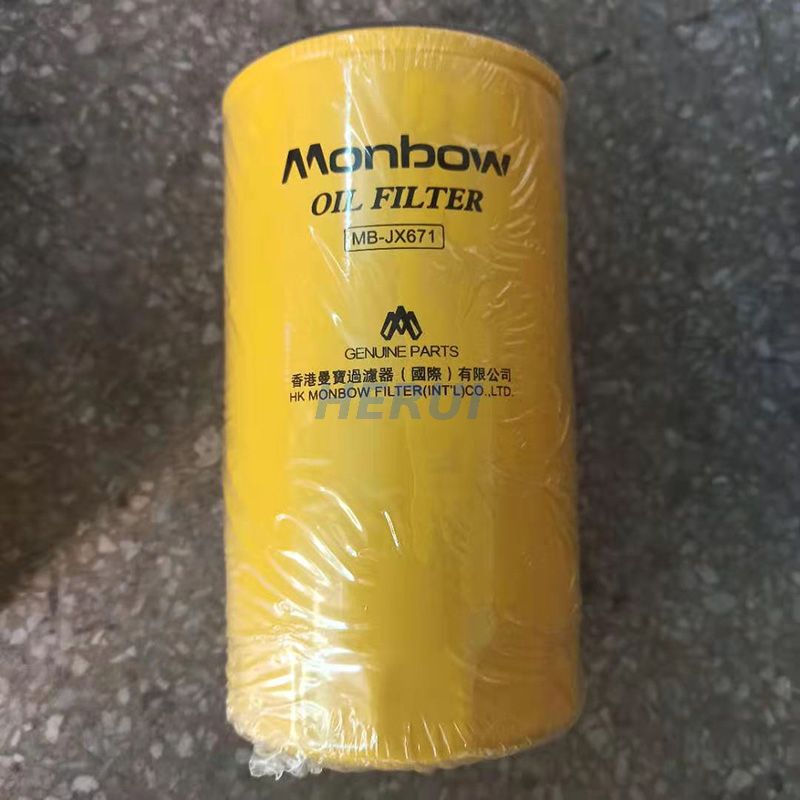 Monbow
OIL FILTER
MB-JX671
GENUINE PARTS
香港曼寶過濾器（國際）有限公司
HK MONBOW FILTER(INT'L)CO.,LTD.
HERUI